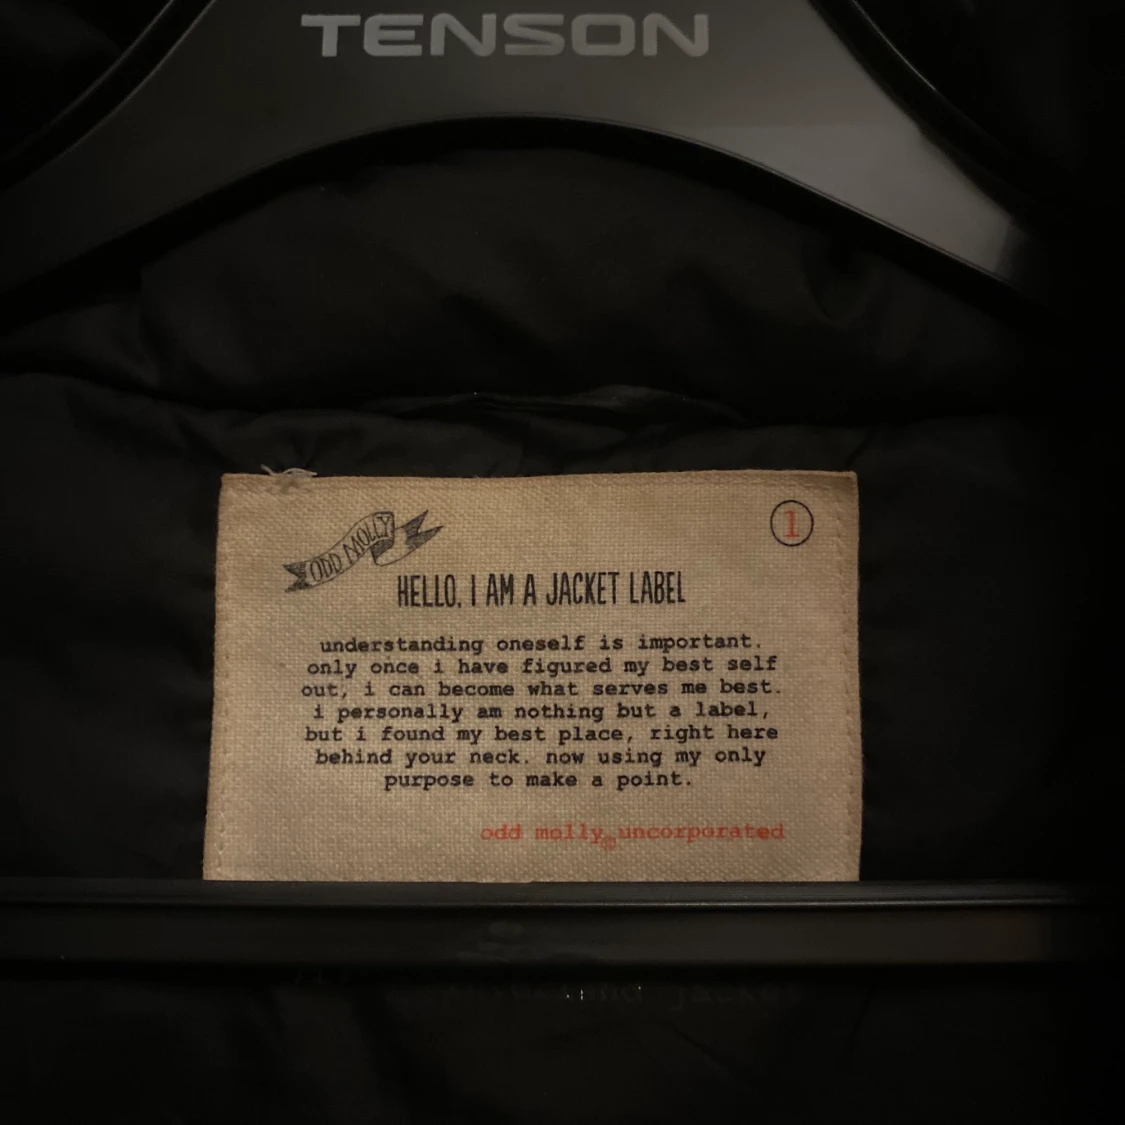 TENSON
ODD MOLLY
1
HELLO, I AM A JACKET LABEL
understanding oneself is important.
only once i have figured my best self
out, i can become what serves me best.
i personally am nothing but a label,
but i found my best place, right here
behind your neck. now using my only
purpose to make a point.
odd molly® uncorporated